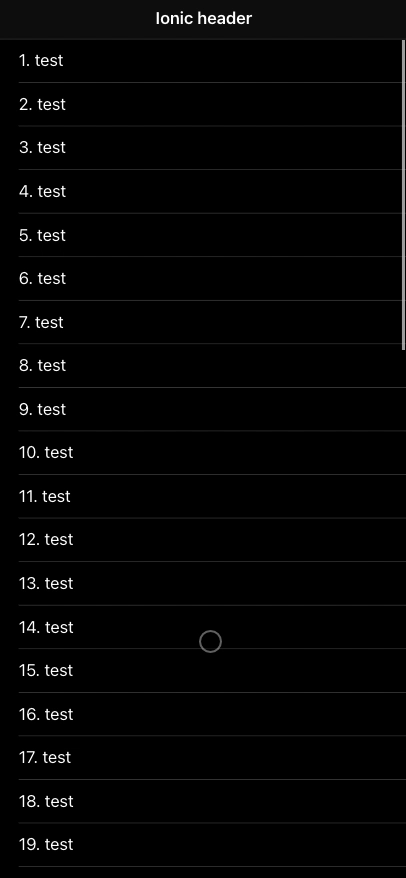 Ionic header
1. test
2. test
3. test
4. test
5. test
6. test
7. test
8. test
9. test
10. test
11. test
12. test
13. test
14. test
15. test
16. test
17. test
18. test
19. test